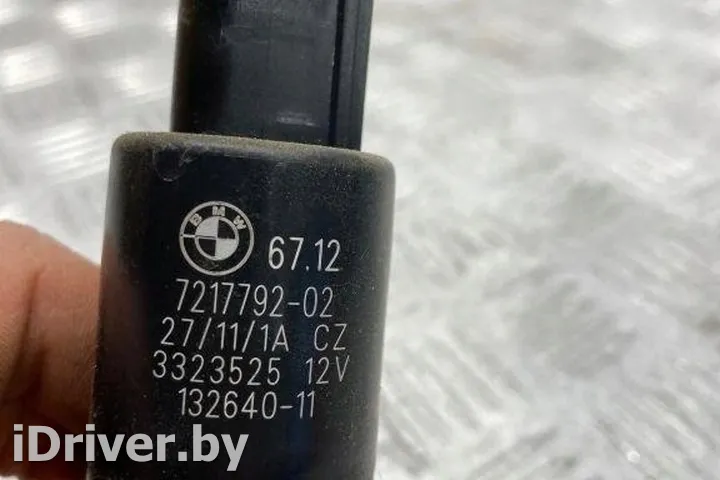 BMW
67.12
7217792-02
27/11/1A CZ
3323525 12V
132640-11
iDriver.by